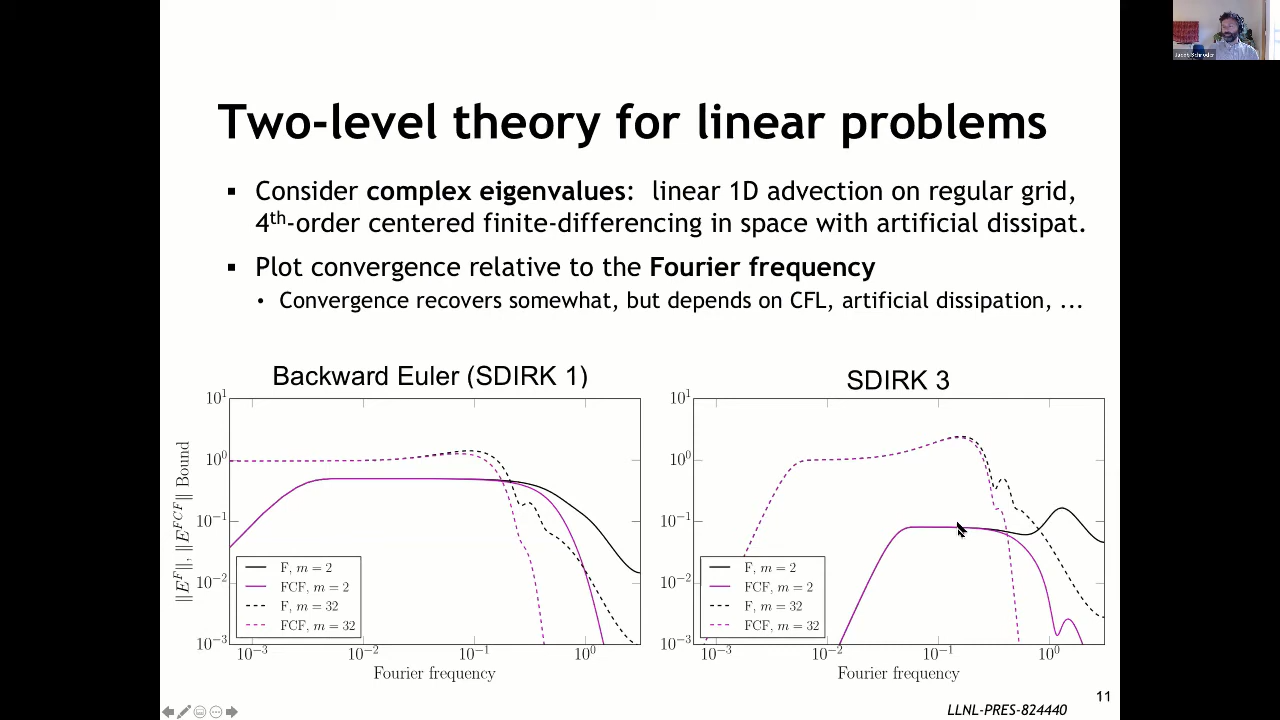 Jacob Schroder
Two-level theory for linear problems
▪ Consider complex eigenvalues: linear 1D advection on regular grid,
4th-order centered finite-differencing in space with artificial dissipat.
▪ Plot convergence relative to the Fourier frequency
• Convergence recovers somewhat, but depends on CFL, artificial dissipation, ...
Backward Euler (SDIRK 1)
10^1
10^0
10^-1
10^-2
10^-3
‖E^F‖, ‖E^FCF‖ Bound
F, m = 2
FCF, m = 2
F, m = 32
FCF, m = 32
10^-3 10^-2 10^-1 10^0
Fourier frequency
SDIRK 3
10^1
10^0
10^-1
10^-2
10^-3
F, m = 2
FCF, m = 2
F, m = 32
FCF, m = 32
10^-3 10^-2 10^-1 10^0
Fourier frequency
11
LLNL-PRES-824440